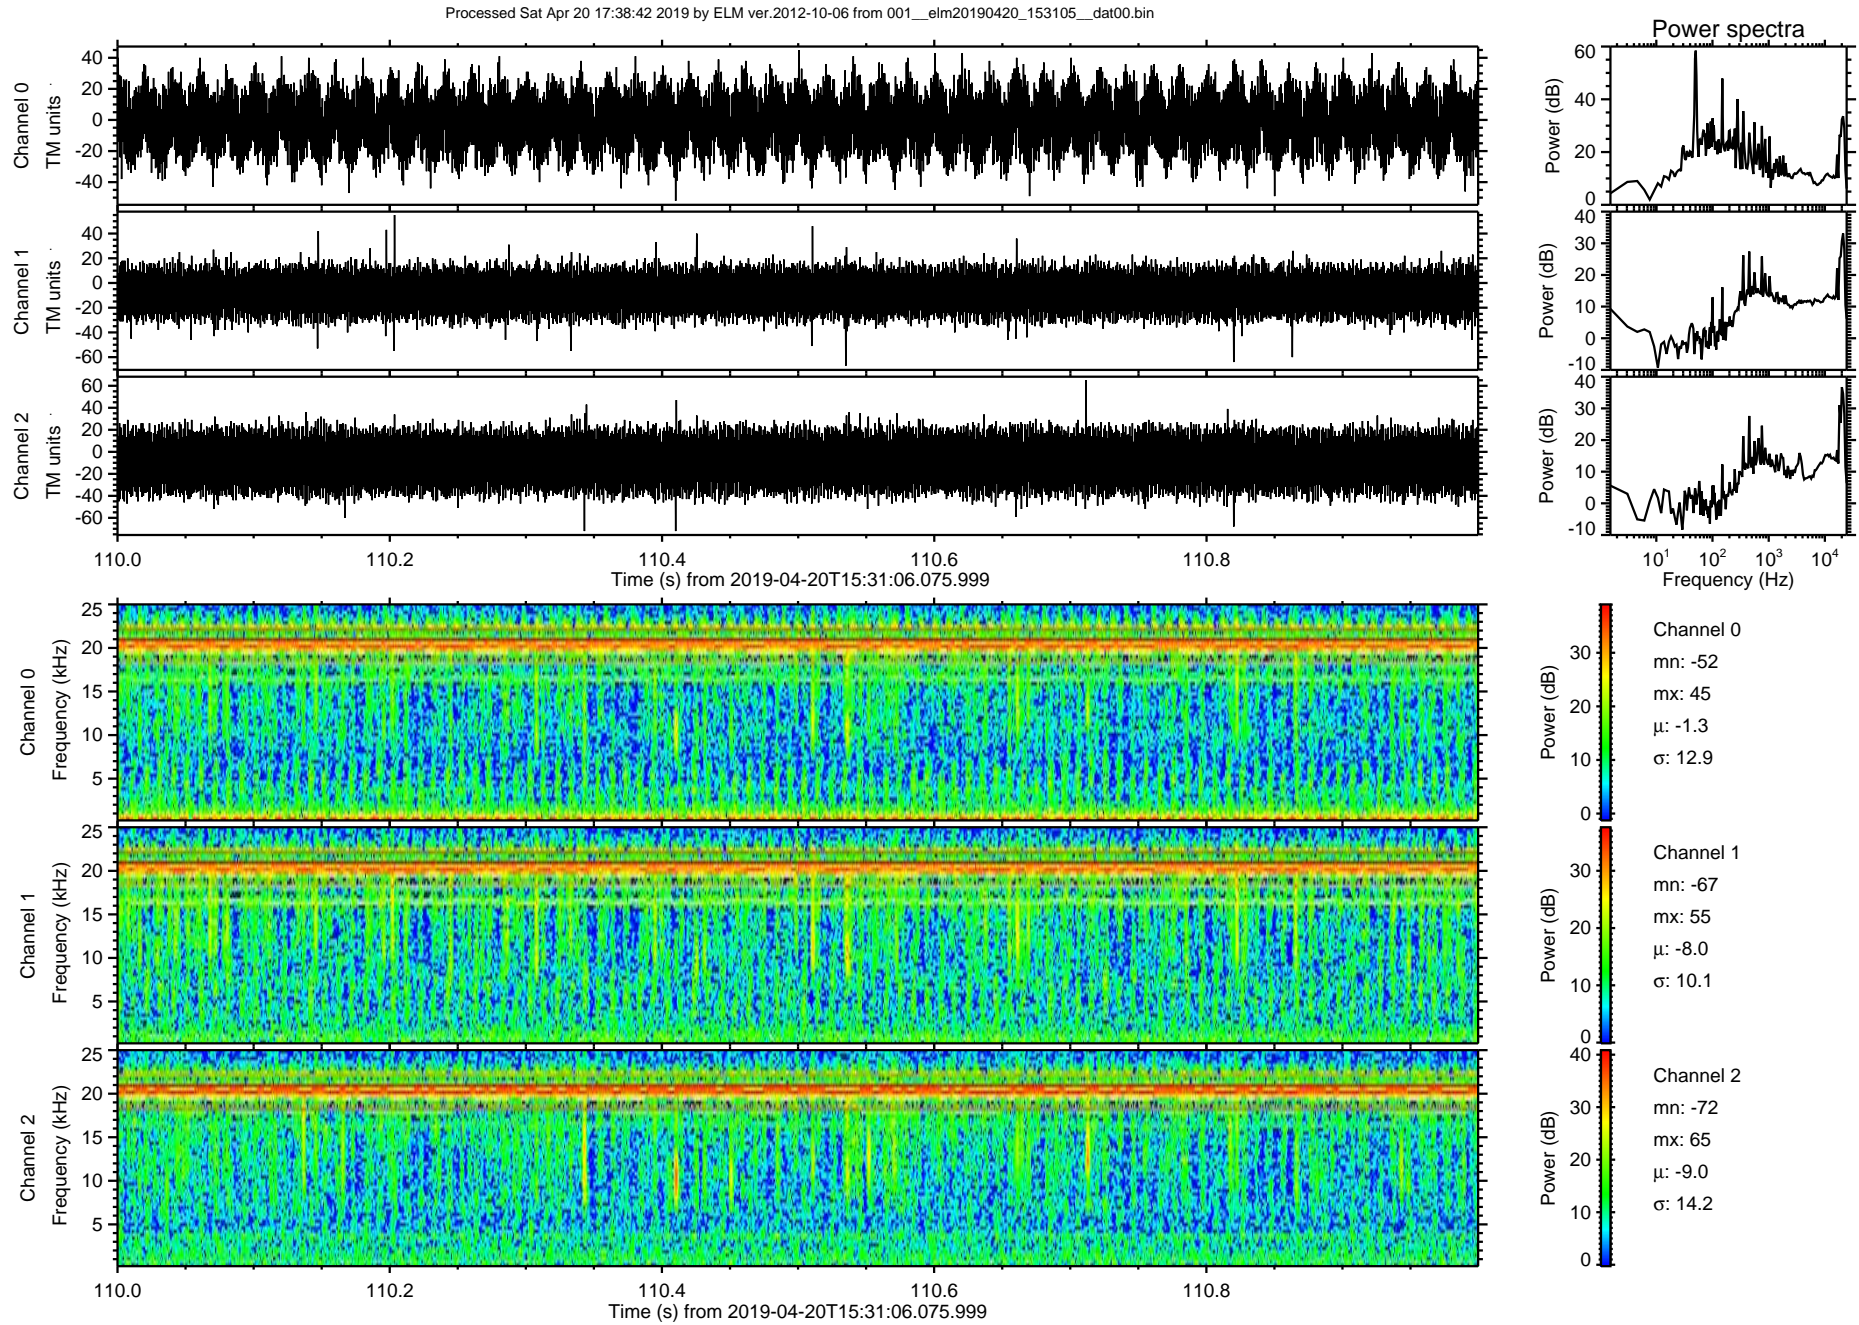 Processed Sat Apr 20 17:38:42 2019 by ELM ver.2012-10-06 from 001__elm20190420_153105__dat00.bin
Power spectra
Channel 0
TM units
40
20
0
-20
-40
Power (dB)
60
40
20
0
Channel 1
TM units
40
20
0
-20
-40
-60
Power (dB)
40
30
20
10
0
-10
Channel 2
TM units
60
40
20
0
-20
-40
-60
Power (dB)
40
30
20
10
0
-10
110.0 110.2 110.4 110.6 110.8
Time (s) from 2019-04-20T15:31:06.075.999
10^1 10^2 10^3 10^4
Frequency (Hz)
Channel 0
Frequency (kHz)
25
20
15
10
5
Power (dB)
30
20
10
0
Channel 0
mn: -52
mx: 45
μ: -1.3
σ: 12.9
Channel 1
Frequency (kHz)
25
20
15
10
5
Power (dB)
30
20
10
0
Channel 1
mn: -67
mx: 55
μ: -8.0
σ: 10.1
Channel 2
Frequency (kHz)
25
20
15
10
5
Power (dB)
40
30
20
10
0
Channel 2
mn: -72
mx: 65
μ: -9.0
σ: 14.2
110.0 110.2 110.4 110.6 110.8
Time (s) from 2019-04-20T15:31:06.075.999